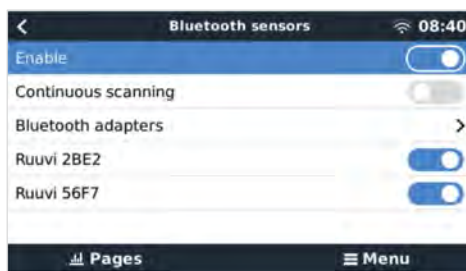 Bluetooth sensors 08:40
Enable
Continuous scanning
Bluetooth adapters
Ruuvi 2BE2
Ruuvi 56F7
Pages Menu